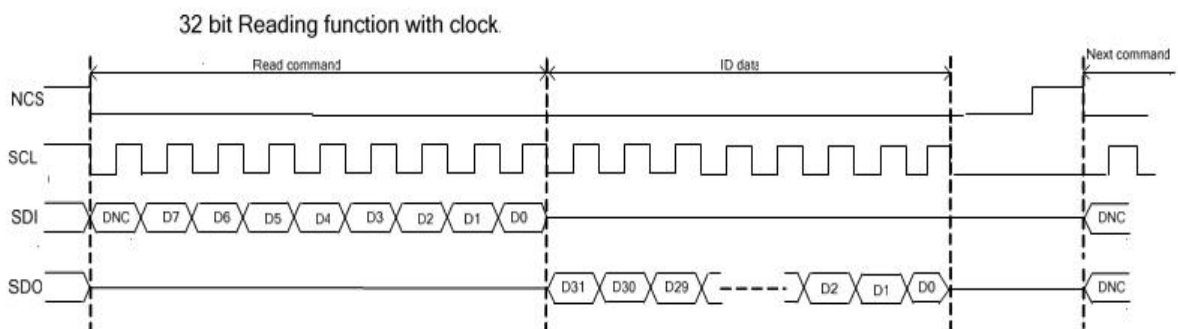 32 bit Reading function with clock.
Read command ID data Next command
NCS
SCL
SDI DNC D7 D6 D5 D4 D3 D2 D1 D0 DNC
SDO D31 D30 D29 D2 D1 D0 DNC